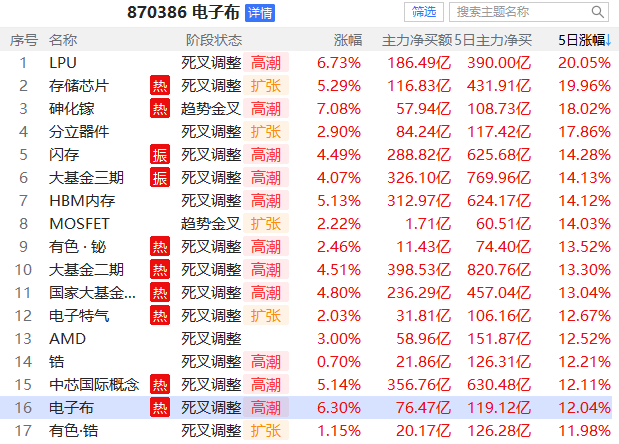 870386 电子布 详情 筛选 搜索主题名称
序号 名称 阶段状态 涨幅 主力净买额 5日主力净买 5日涨幅↓
1 LPU 死叉调整 高潮 6.73% 186.49亿 390.00亿 20.05%
2 存储芯片 热 死叉调整 扩张 5.29% 116.83亿 431.91亿 19.96%
3 砷化镓 热 趋势金叉 高潮 7.08% 57.94亿 108.73亿 18.02%
4 分立器件 死叉调整 扩张 2.90% 84.24亿 117.42亿 17.86%
5 闪存 振 死叉调整 高潮 4.49% 288.82亿 625.68亿 14.28%
6 大基金三期 振 死叉调整 高潮 4.07% 326.10亿 769.96亿 14.13%
7 HBM内存 死叉调整 高潮 5.13% 312.97亿 624.17亿 14.12%
8 MOSFET 趋势金叉 扩张 2.22% 1.71亿 60.51亿 14.03%
9 有色·铋 热 死叉调整 高潮 2.46% 11.43亿 74.40亿 13.52%
10 大基金二期 热 死叉调整 高潮 4.51% 398.53亿 820.76亿 13.30%
11 国家大基金... 热 死叉调整 高潮 4.80% 236.29亿 457.04亿 13.04%
12 电子特气 热 死叉调整 扩张 2.03% 31.81亿 106.16亿 12.67%
13 AMD 死叉调整 3.00% 58.96亿 151.87亿 12.52%
14 锆 死叉调整 高潮 0.70% 21.86亿 126.31亿 12.21%
15 中芯国际概念 热 死叉调整 高潮 5.14% 356.76亿 630.48亿 12.11%
16 电子布 热 死叉调整 高潮 6.30% 76.47亿 119.12亿 12.04%
17 有色·锆 死叉调整 扩张 1.15% 20.17亿 126.28亿 11.98%